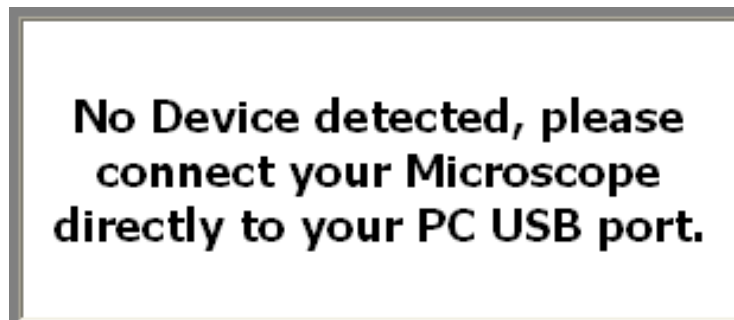 No Device detected, please
connect your Microscope
directly to your PC USB port.